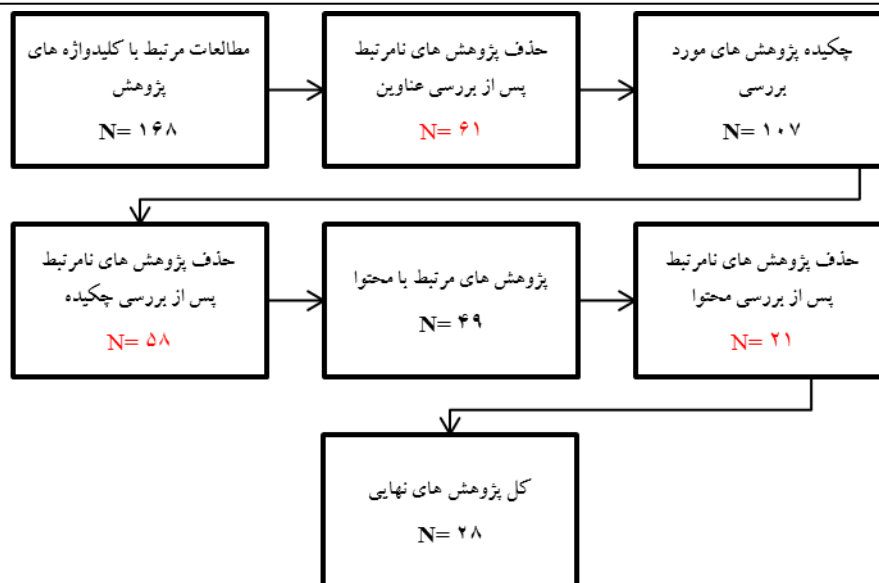 مطالعات مرتبط با کلیدواژه های
پژوهش
N= ۱۶۸
حذف پژوهش های نامرتبط
پس از بررسی عناوین
N= ۶۱
چکیده پژوهش های مورد
بررسی
N= ۱۰۷
حذف پژوهش های نامرتبط
پس از بررسی چکیده
N= ۵۸
پژوهش های مرتبط با محتوا
N= ۴۹
حذف پژوهش های نامرتبط
پس از بررسی محتوا
N= ۲۱
کل پژوهش های نهایی
N= ۲۸